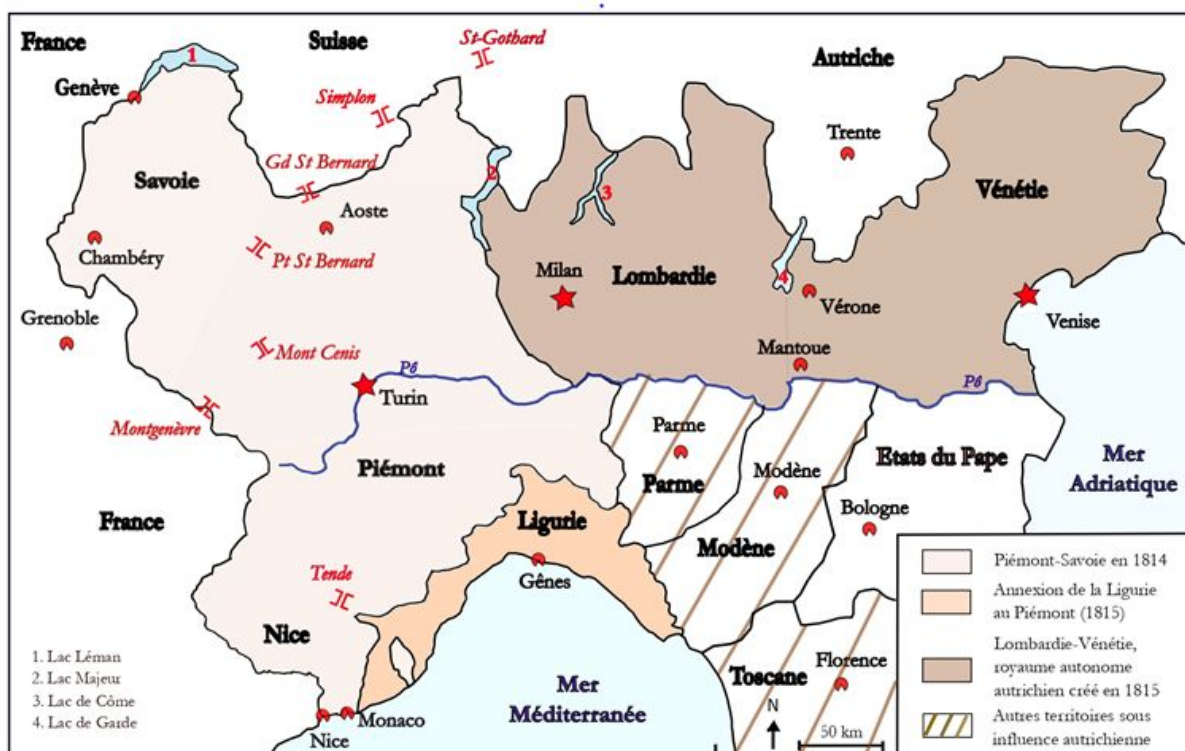 France
Suisse
St-Gothard
Autriche
1
Genève
Simplon
Trente
Gd St Bernard
2
3
Savoie
Vénétie
Aoste
Chambéry
Pt St Bernard
Milan
Lombardie
4
Vérone
Venise
Grenoble
Mont Cenis
Mantoue
Pô
Pô
Turin
Montgenèvre
Parme
Piémont
Modène
Etats du Pape
Mer
Adriatique
Parme
France
Ligurie
Bologne
Modène
Gênes
Tende
Nice
Toscane
Florence
Mer
Méditerranée
Monaco
Nice
N
50 km
1. Lac Léman
2. Lac Majeur
3. Lac de Côme
4. Lac de Garde
Piémont-Savoie en 1814
Annexion de la Ligurie
au Piémont (1815)
Lombardie-Vénétie,
royaume autonome
autrichien créé en 1815
Autres territoires sous
influence autrichienne